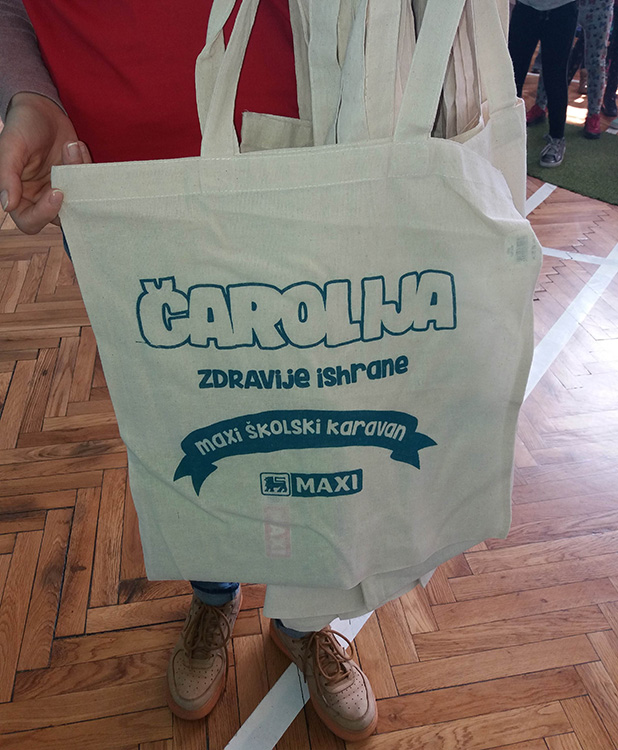 ČAROLIJA
ZDRAVIJE ishrane
maxi ŠKOLSKI karavan
MAXI